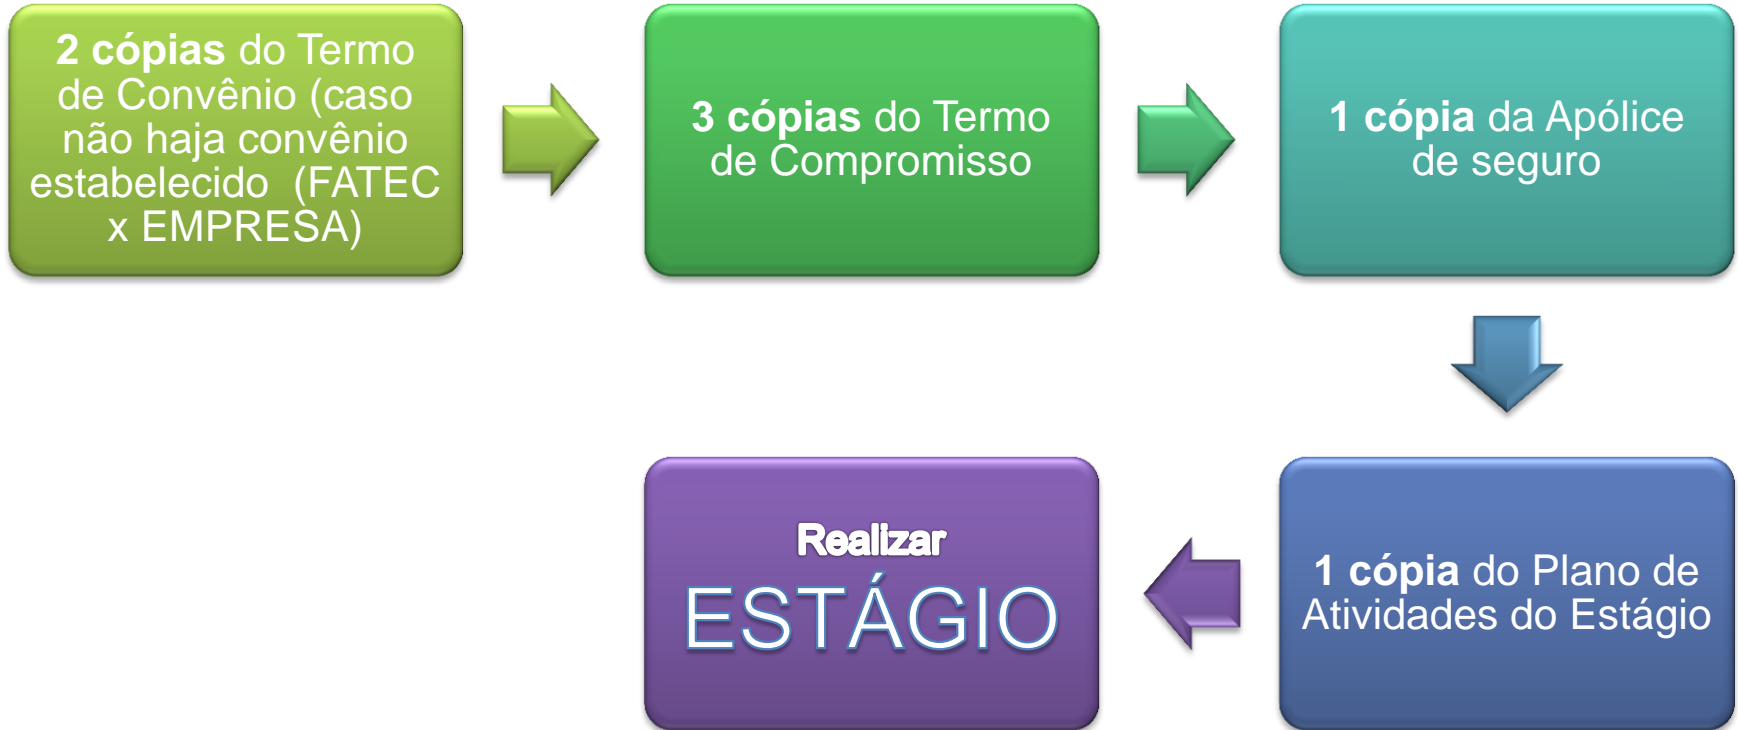 2 cópias do Termo
de Convênio (caso
não haja convênio
estabelecido (FATEC
x EMPRESA)
3 cópias do Termo
de Compromisso
1 cópia da Apólice
de seguro
1 cópia do Plano de
Atividades do Estágio
Realizar
ESTÁGIO